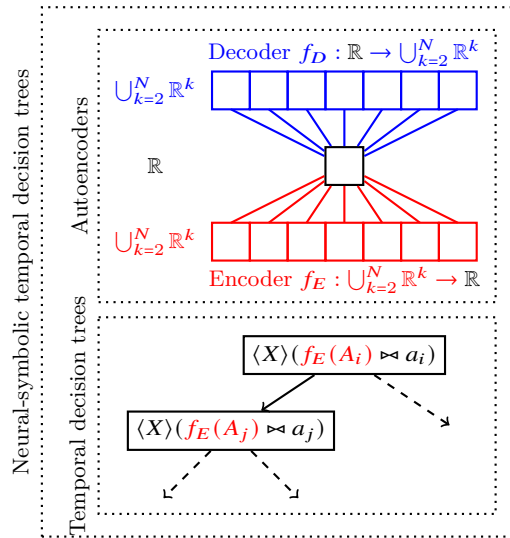 Neural-symbolic temporal decision trees
Autoencoders
Decoder f_D : ℝ → ⋃_{k=2}^N ℝ^k
⋃_{k=2}^N ℝ^k
ℝ
⋃_{k=2}^N ℝ^k
Encoder f_E : ⋃_{k=2}^N ℝ^k → ℝ
Temporal decision trees
⟨X⟩(f_E(A_i) ⋈ a_i)
⟨X⟩(f_E(A_j) ⋈ a_j)